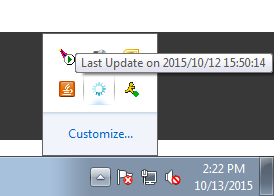 Last Update on 2015/10/12 15:50:14
Customize...
2:22 PM
10/13/2015